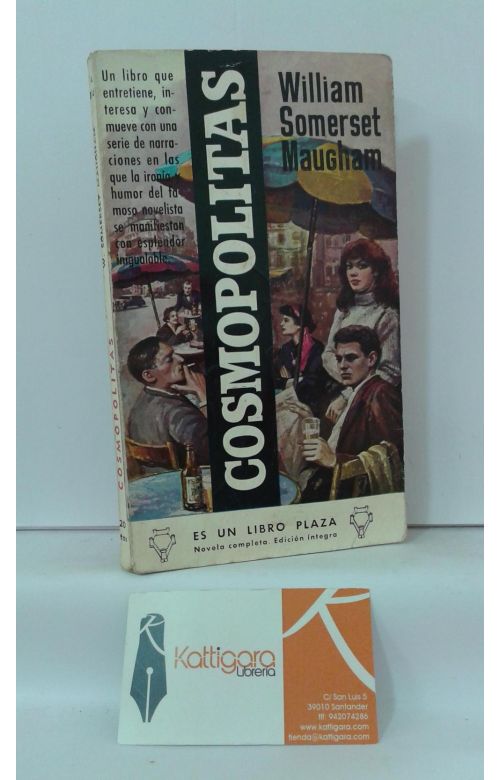 Un libro que
entretiene, in-
teresa y con-
mueve con una
serie de narra-
ciones en las
que la ironía y
humor del fa-
moso novelista
se manifiestan
con esplendor
inigualable.
COSMOPOLITAS
William
Somerset
Maugham
W. SOMERSET MAUGHAM
COSMOPOLITAS
20
ES UN LIBRO PLAZA
Novela completa. Edición íntegra
Kattigara
Librería
C/ San Luis 5
39010 Santander
tlf: 942074286
www.kattigara.com
tienda@kattigara.com